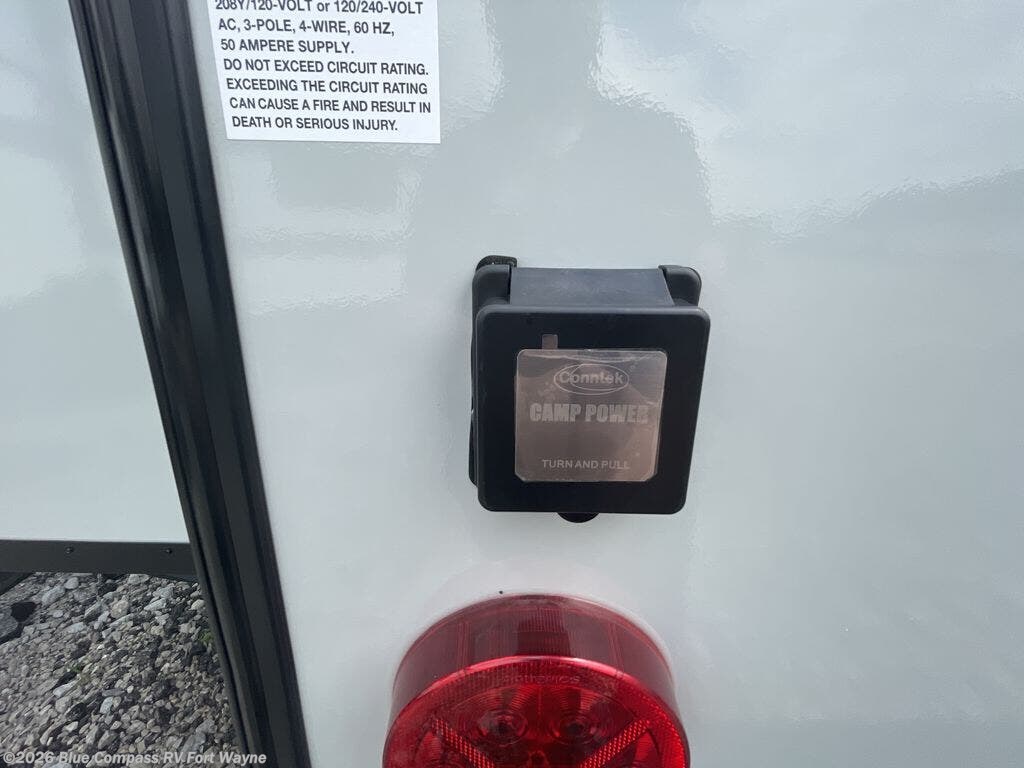 208Y/120-VOLT or 120/240-VOLT
AC, 3-POLE, 4-WIRE, 60 HZ,
50 AMPERE SUPPLY.
DO NOT EXCEED CIRCUIT RATING.
EXCEEDING THE CIRCUIT RATING
CAN CAUSE A FIRE AND RESULT IN
DEATH OR SERIOUS INJURY.
Conntek
CAMP POWER
TURN AND PULL
©2026 Blue Compass RV Fort Wayne